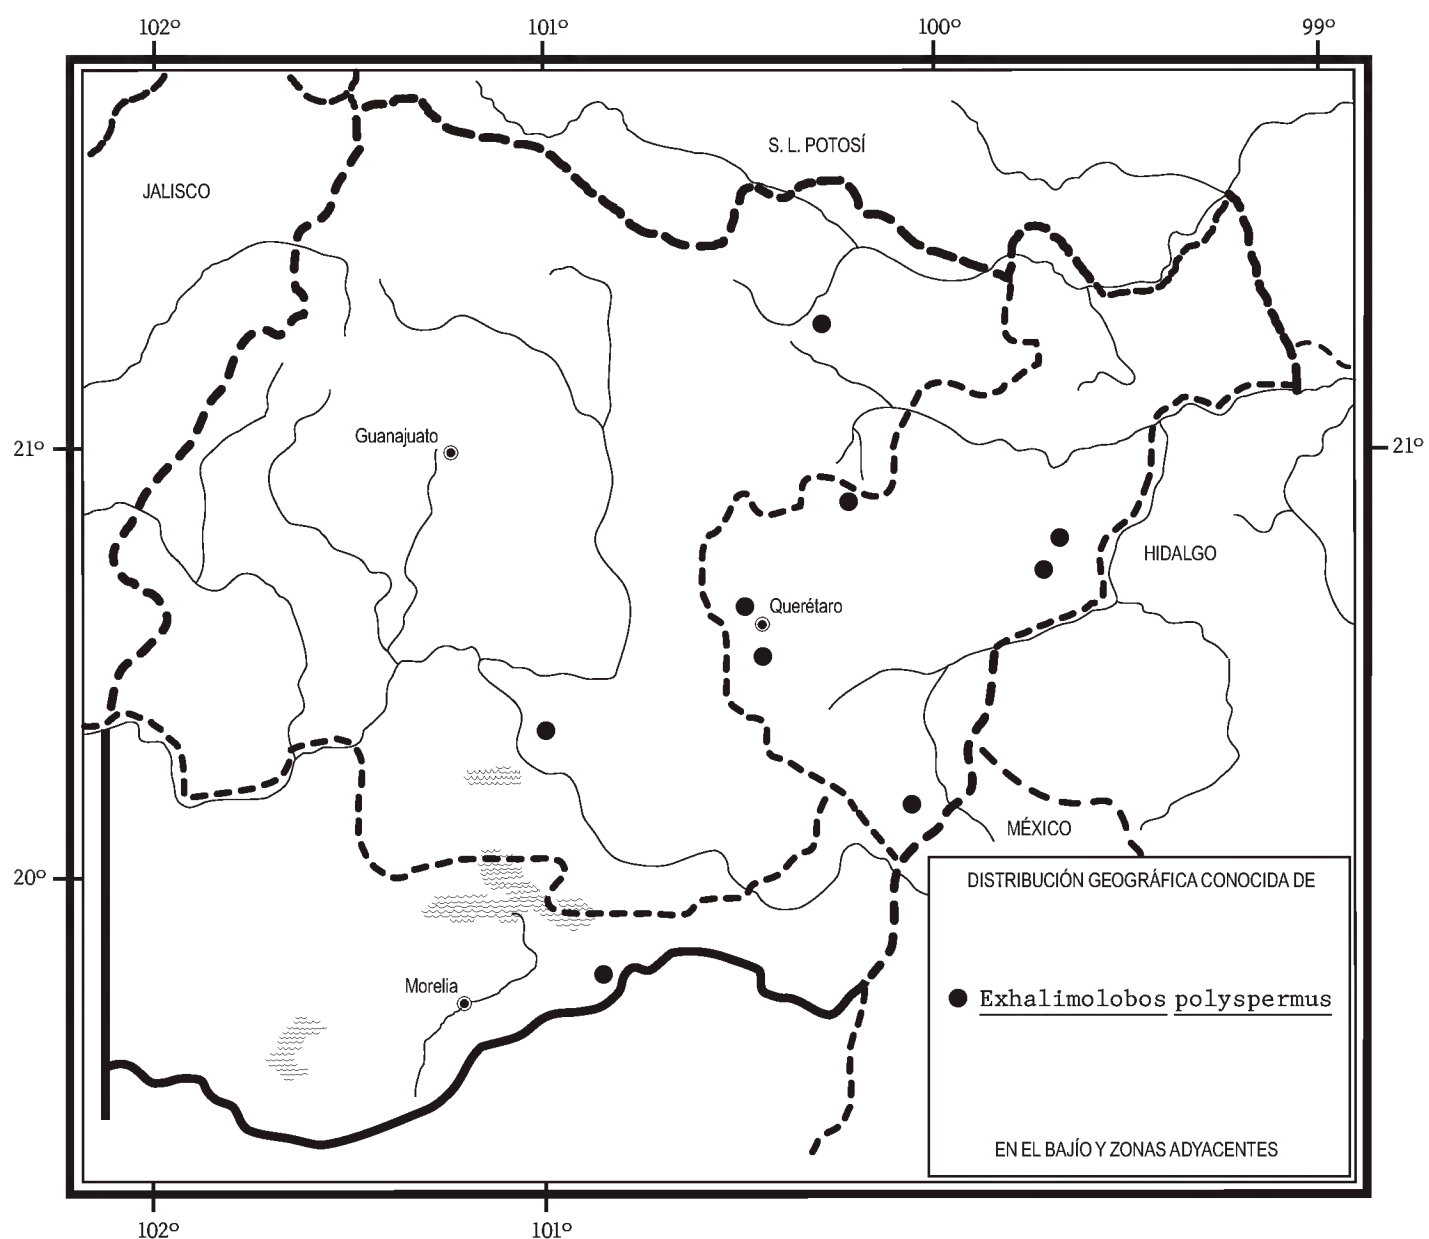 102º 101º 100º 99º
S. L. POTOSÍ
JALISCO
Guanajuato
21º 21º
HIDALGO
Querétaro
MÉXICO
20º
DISTRIBUCIÓN GEOGRÁFICA CONOCIDA DE
Morelia
Exhalimolobos polyspermus
EN EL BAJÍO Y ZONAS ADYACENTES
102º 101º